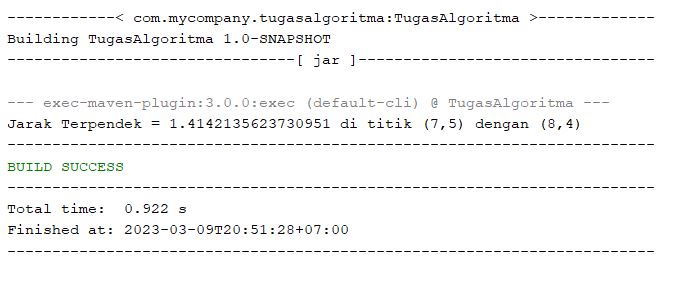 ------------< com.mycompany.tugasalgoritma:TugasAlgoritma >-------------
Building TugasAlgoritma 1.0-SNAPSHOT
--------------------------------[ jar ]---------------------------------
--- exec-maven-plugin:3.0.0:exec (default-cli) @ TugasAlgoritma ---
Jarak Terpendek = 1.4142135623730951 di titik (7,5) dengan (8,4)
------------------------------------------------------------------------
BUILD SUCCESS
------------------------------------------------------------------------
Total time:  0.922 s
Finished at: 2023-03-09T20:51:28+07:00
------------------------------------------------------------------------